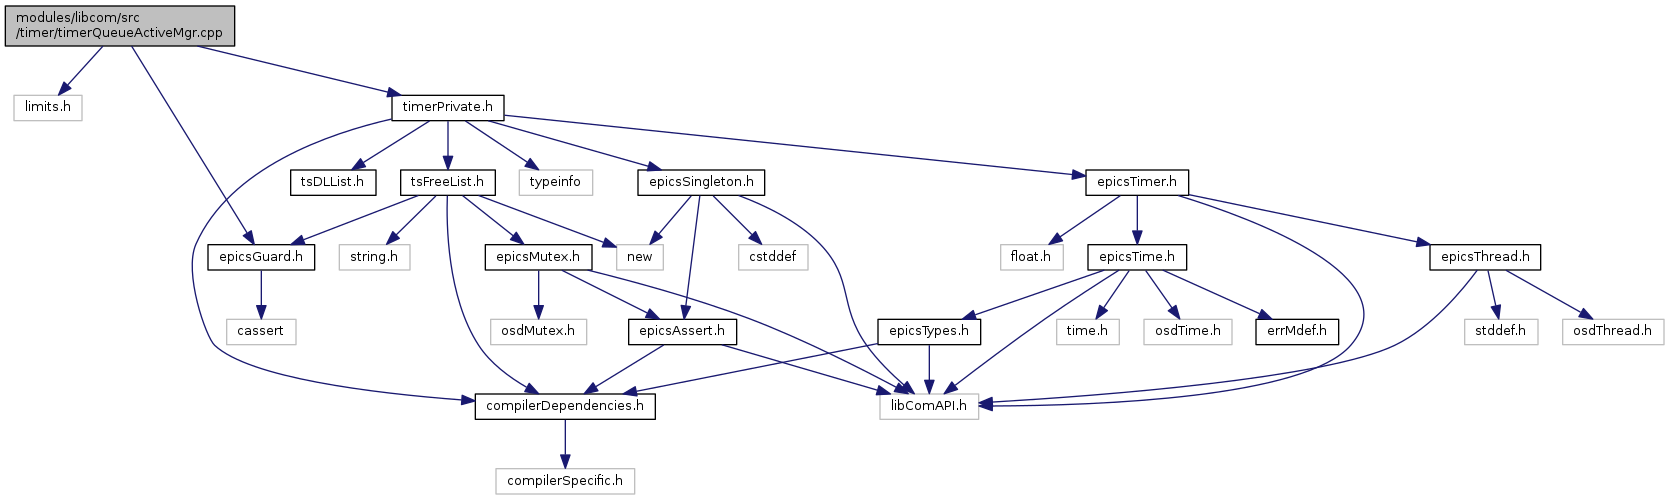 modules/libcom/src
/timer/timerQueueActiveMgr.cpp
limits.h
timerPrivate.h
tsDLList.h
tsFreeList.h
typeinfo
epicsSingleton.h
epicsTimer.h
epicsGuard.h
string.h
epicsMutex.h
new
cstddef
float.h
epicsTime.h
epicsThread.h
cassert
osdMutex.h
epicsAssert.h
epicsTypes.h
time.h
osdTime.h
errMdef.h
stddef.h
osdThread.h
compilerDependencies.h
libComAPI.h
compilerSpecific.h